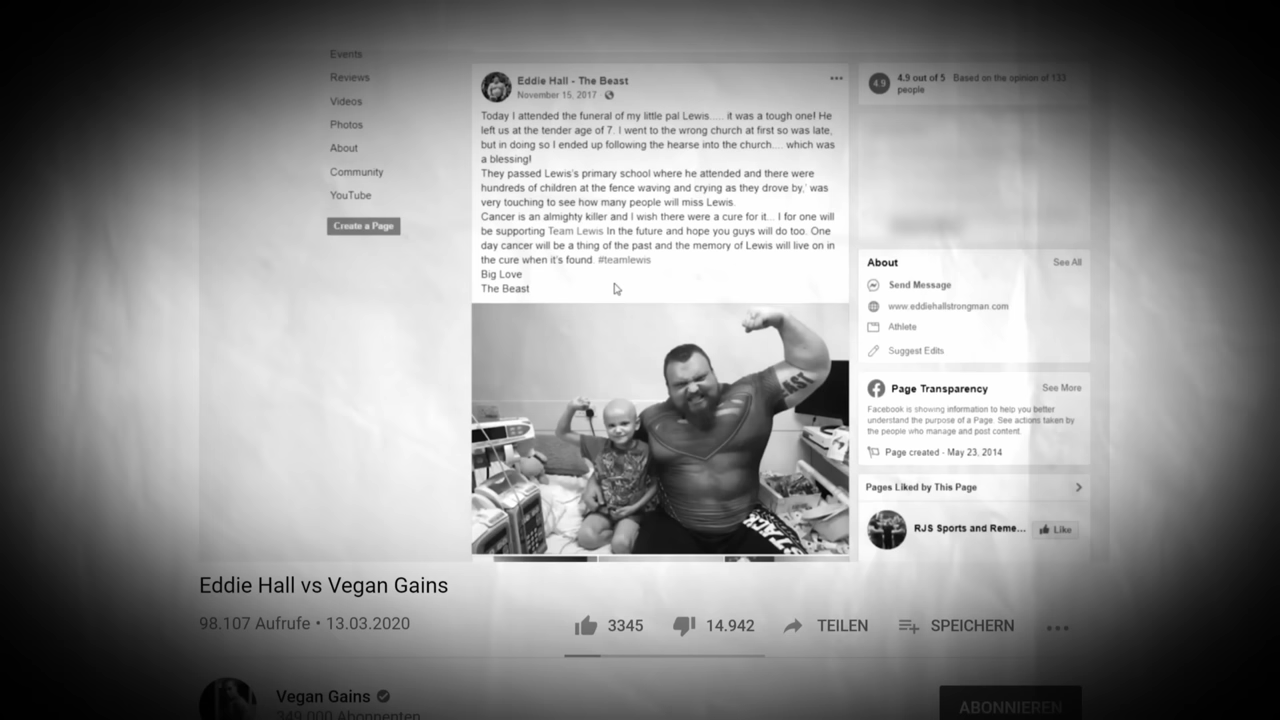 Events
Reviews
Videos
Photos
About
Community
YouTube
Create a Page
Eddie Hall - The Beast
November 15, 2017 ·
Today I attended the funeral of my little pal Lewis..... it was a tough one! He
left us at the tender age of 7. I went to the wrong church at first so was late,
but in doing so I ended up following the hearse into the church.... which was
a blessing!
They passed Lewis's primary school where he attended and there were
hundreds of children at the fence waving and crying as they drove by,' was
very touching to see how many people will miss Lewis.
Cancer is an almighty killer and I wish there were a cure for it... I for one will
be supporting Team Lewis In the future and hope you guys will do too. One
day cancer will be a thing of the past and the memory of Lewis will live on in
the cure when it's found. #teamlewis
Big Love
The Beast
4.9
4.9 out of 5 Based on the opinion of 133
people
About
See All
Send Message
www.eddiehallstrongman.com
Athlete
Suggest Edits
Page Transparency
See More
Facebook is showing information to help you better
understand the purpose of a Page. See actions taken by
the people who manage and post content.
Page created - May 23, 2014
Pages Liked by This Page
RJS Sports and Reme...
Like
Eddie Hall vs Vegan Gains
98.107 Aufrufe • 13.03.2020
3345
14.942
TEILEN
SPEICHERN
Vegan Gains
349.000 Abonnenten
ABONNIEREN